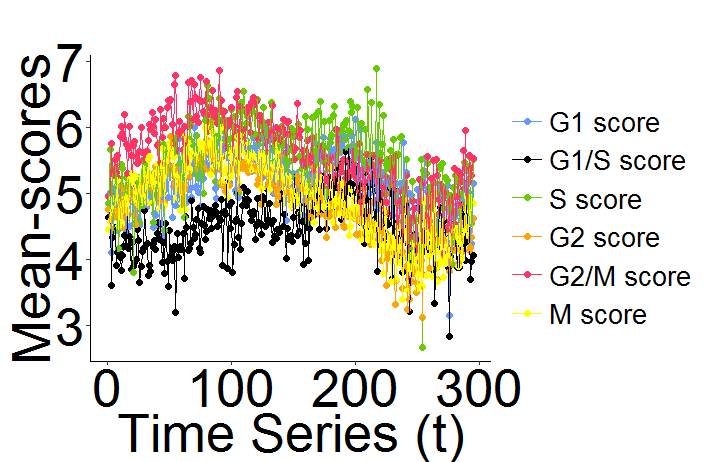 Mean-scores
7
6
5
4
3
0 100 200 300
Time Series (t)
G1 score
G1/S score
S score
G2 score
G2/M score
M score